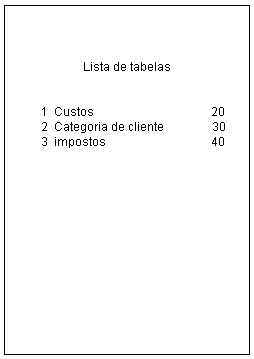 Lista de tabelas
1 Custos 20
2 Categoria de cliente 30
3 impostos 40